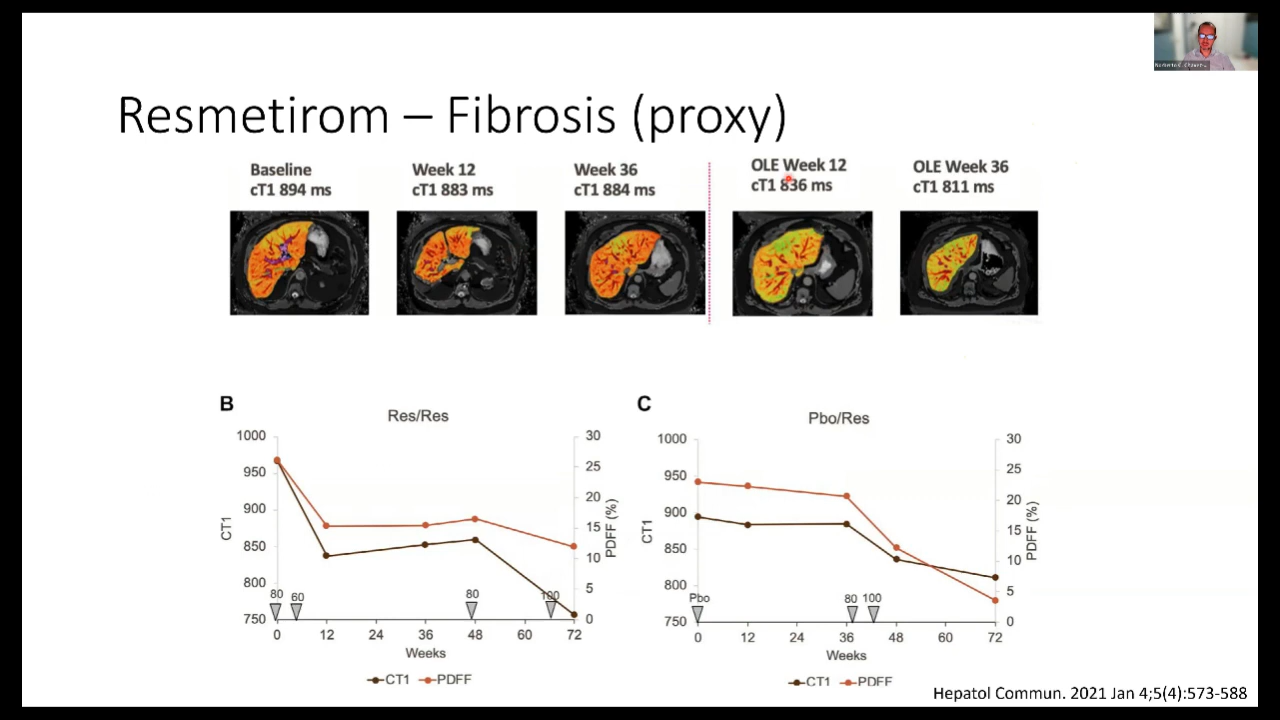 Resmetirom – Fibrosis (proxy)
Baseline
cT1 894 ms
Week 12
cT1 883 ms
Week 36
cT1 884 ms
OLE Week 12
cT1 836 ms
OLE Week 36
cT1 811 ms
B
Res/Res
1000
950
900
850
800
750
CT1
30
25
20
15
10
5
0
PDFF (%)
80
60
80
100
0
12
24
36
48
60
72
Weeks
CT1
PDFF
C
Pbo/Res
1000
950
900
850
800
750
CT1
30
25
20
15
10
5
0
PDFF (%)
Pbo
80
100
0
12
24
36
48
60
72
Weeks
CT1
PDFF
Hepatol Commun. 2021 Jan 4;5(4):573-588